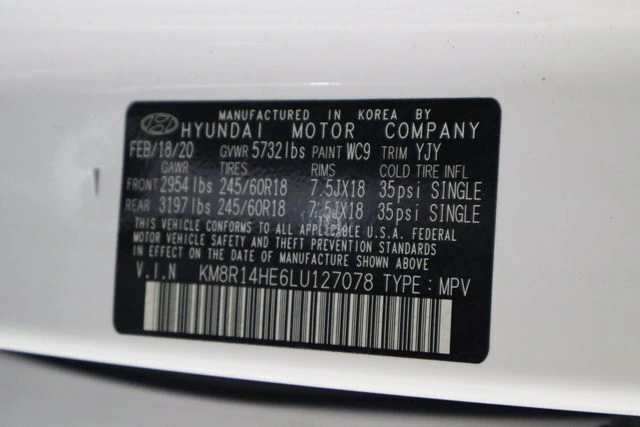 MANUFACTURED IN KOREA BY
HYUNDAI MOTOR COMPANY
FEB/18/20 GVWR 5732lbs PAINT WC9 TRIM YJY
GAWR TIRES RIMS COLD TIRE INFL
FRONT 2954lbs 245/60R18 7.5JX18 35psi SINGLE
REAR 3197lbs 245/60R18 7.5JX18 35psi SINGLE
THIS VEHICLE CONFORMS TO ALL APPLICABLE U.S.A. FEDERAL
MOTOR VEHICLE SAFETY AND THEFT PREVENTION STANDARDS
IN EFFECT ON THE DATE OF MANUFACTURE SHOWN ABOVE.
V.I.N KM8R14HE6LU127078 TYPE : MPV